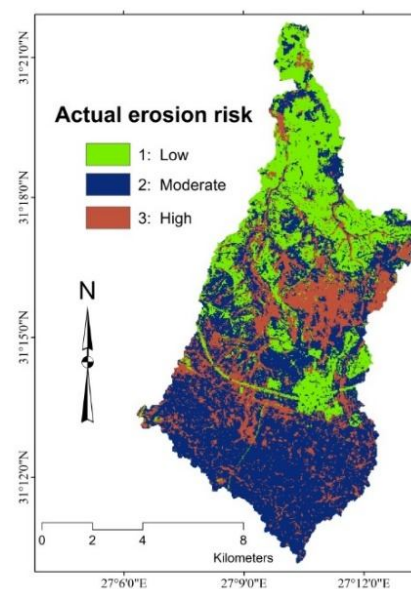 31°21'0"N
31°18'0"N
31°15'0"N
31°12'0"N
Actual erosion risk
1: Low
2: Moderate
3: High
N
0 2 4 8
Kilometers
27°6'0"E 27°9'0"E 27°12'0"E